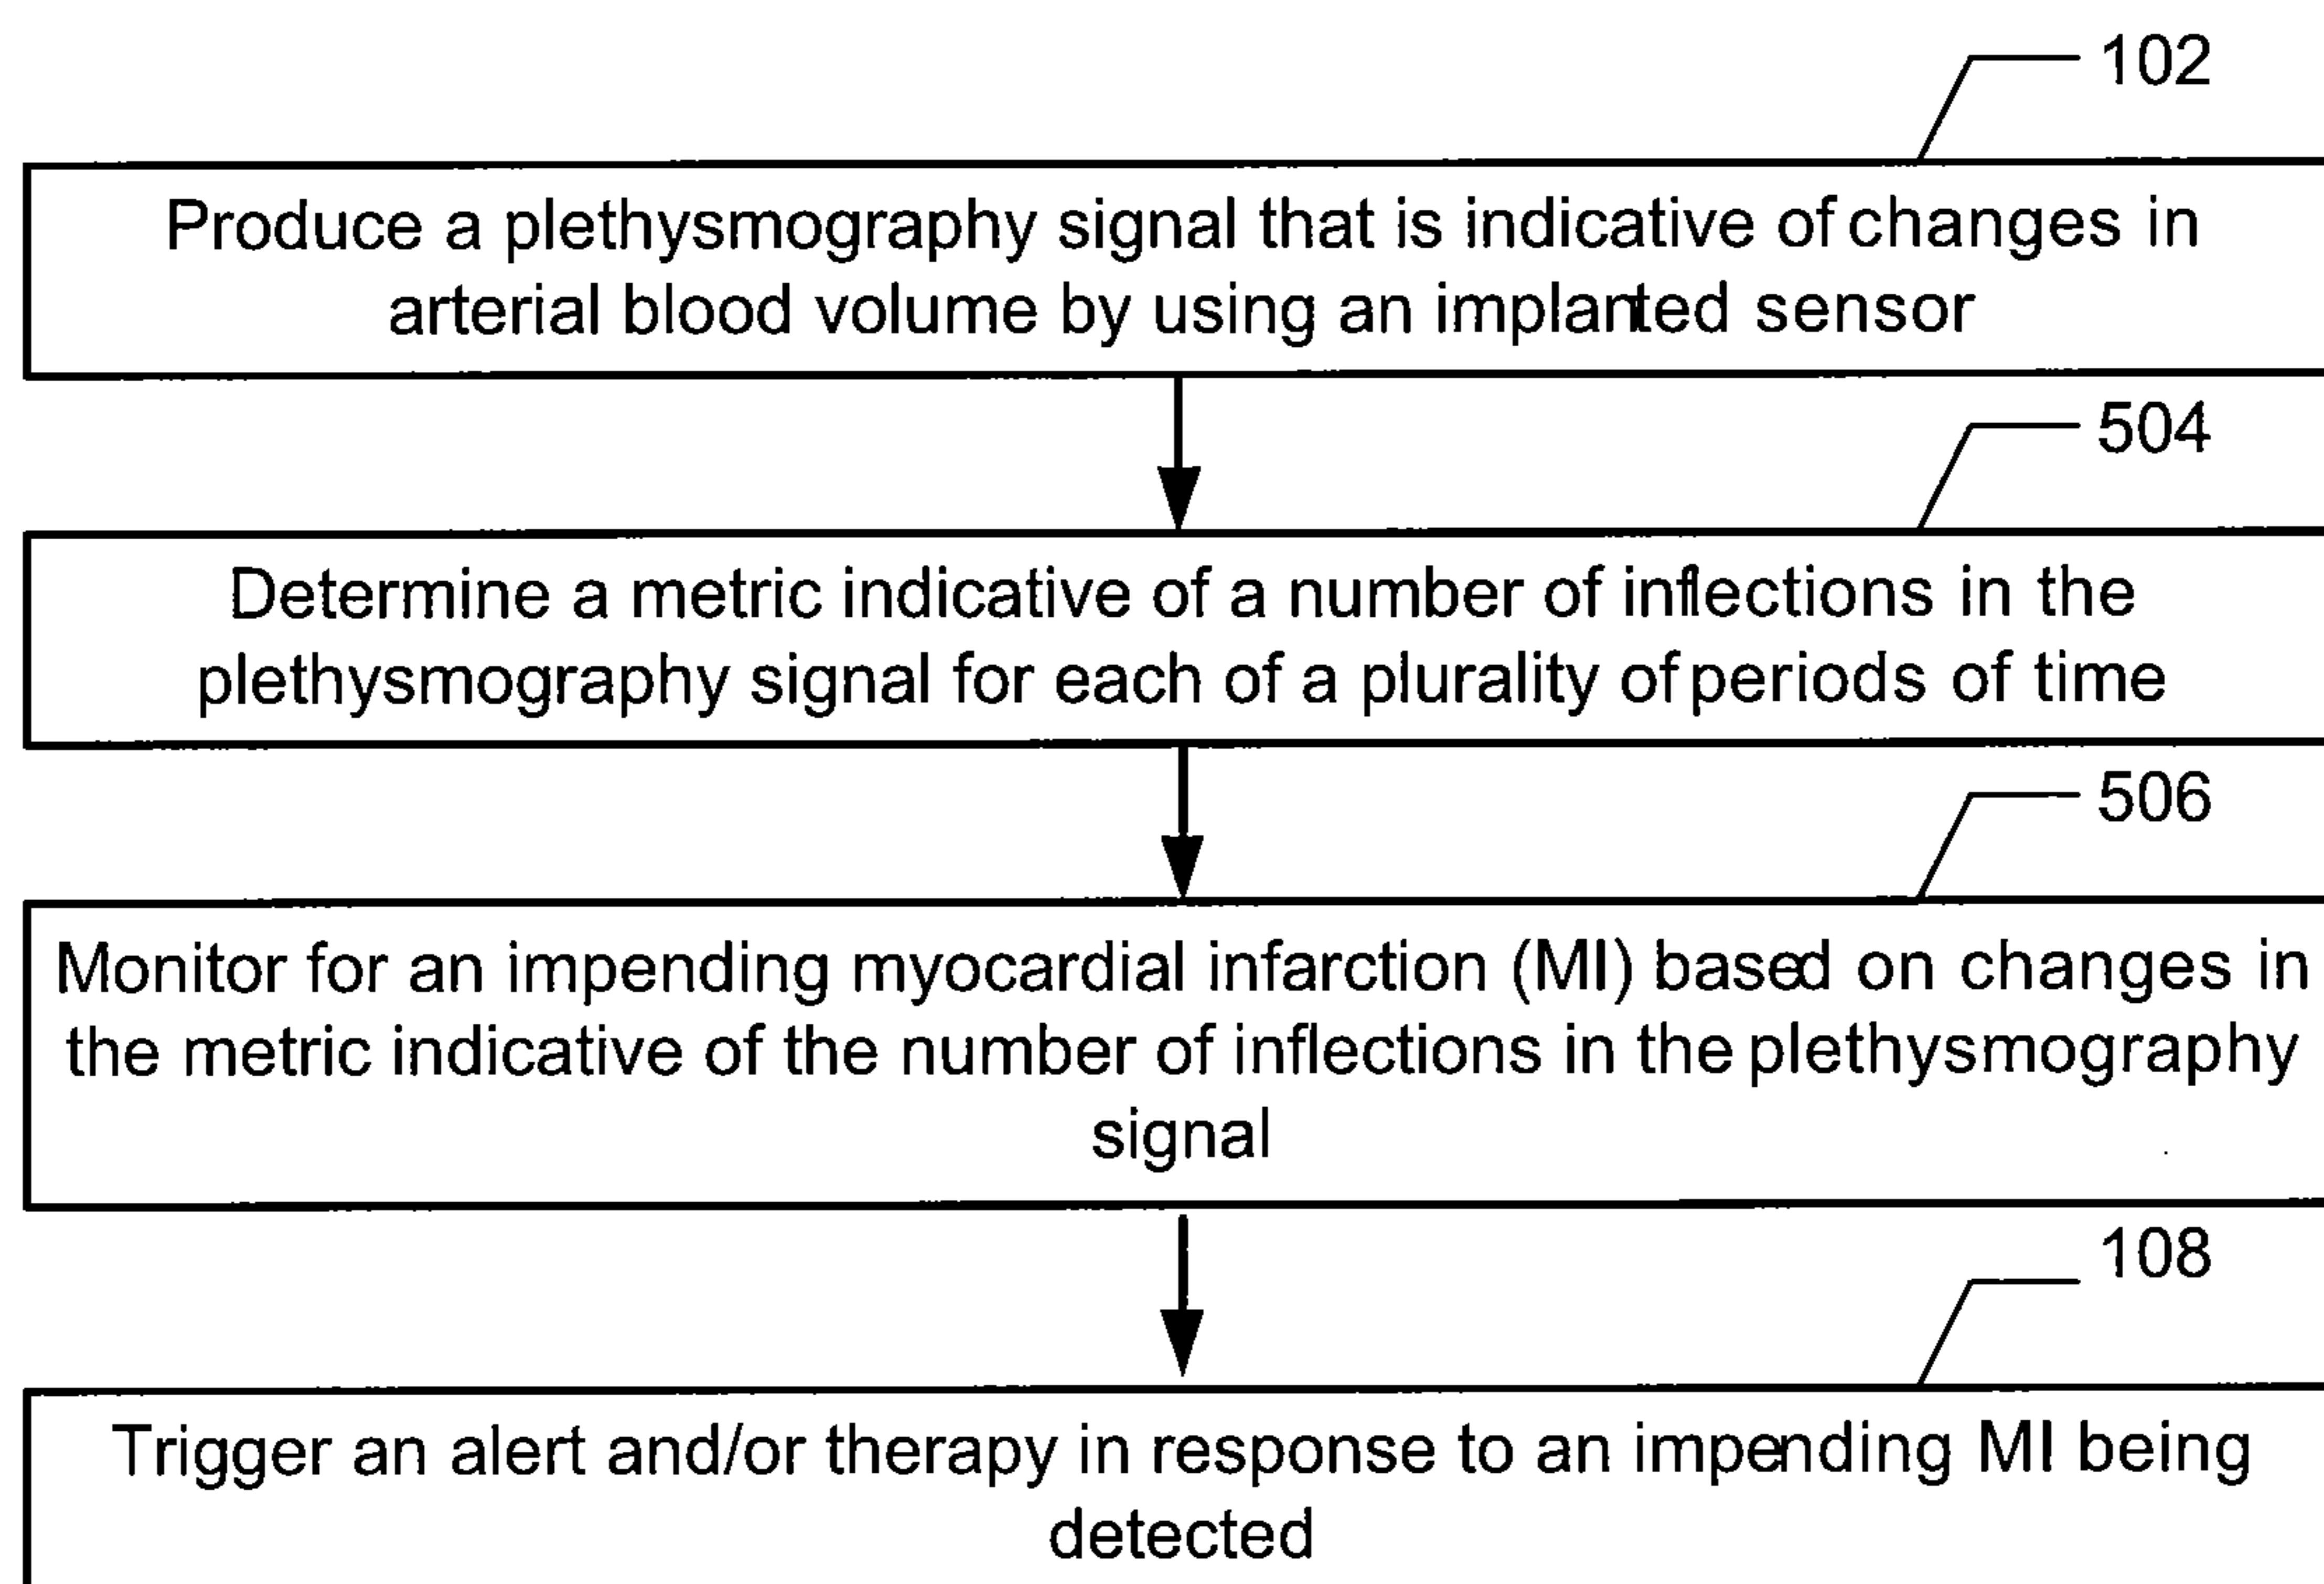 102
Produce a plethysmography signal that is indicative of changes in
arterial blood volume by using an implanted sensor
504
Determine a metric indicative of a number of inflections in the
plethysmography signal for each of a plurality of periods of time
506
Monitor for an impending myocardial infarction (MI) based on changes in
the metric indicative of the number of inflections in the plethysmography
signal
108
Trigger an alert and/or therapy in response to an impending MI being
detected